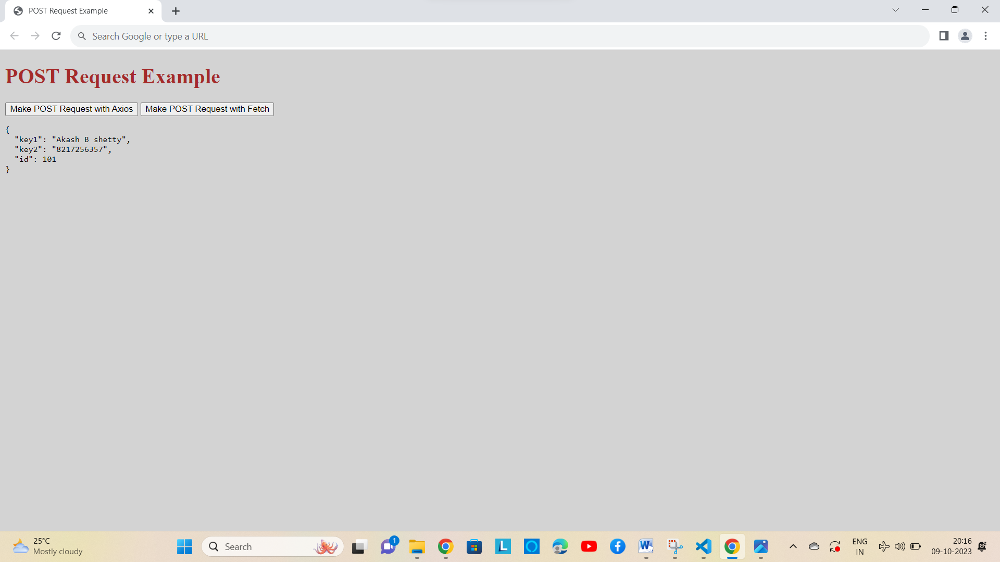 POST Request Example
Search Google or type a URL
POST Request Example
Make POST Request with Axios Make POST Request with Fetch
{
"key1": "Akash B shetty",
"key2": "8217256357",
"id": 101
}
25°C
Mostly cloudy
Search
1
ENG
IN
20:16
09-10-2023